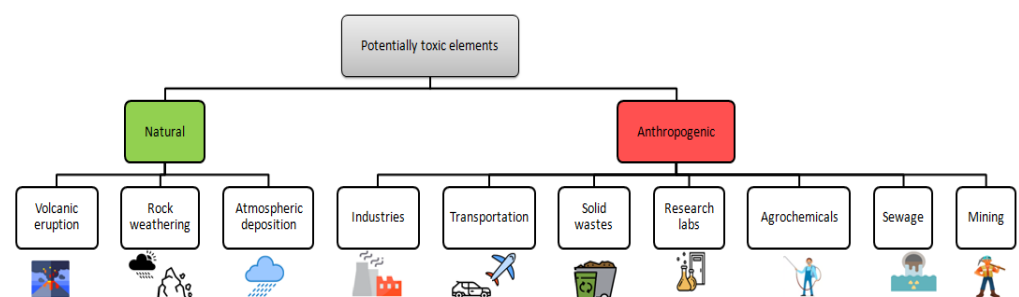 Potentially toxic elements
Natural
Anthropogenic
Volcanic
eruption
Rock
weathering
Atmospheric
deposition
Industries
Transportation
Solid
wastes
Research
labs
Agrochemicals
Sewage
Mining